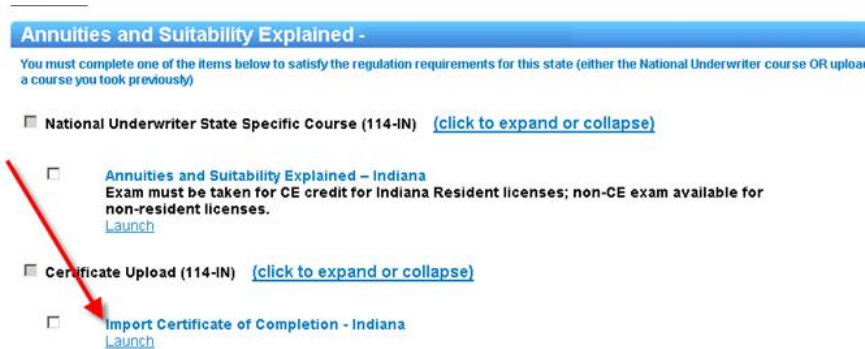 Annuities and Suitability Explained -
You must complete one of the items below to satisfy the regulation requirements for this state (either the National Underwriter course OR upload
a course you took previously)
National Underwriter State Specific Course (114-IN) (click to expand or collapse)
Annuities and Suitability Explained – Indiana
Exam must be taken for CE credit for Indiana Resident licenses; non-CE exam available for
non-resident licenses.
Launch
Certificate Upload (114-IN) (click to expand or collapse)
Import Certificate of Completion - Indiana
Launch